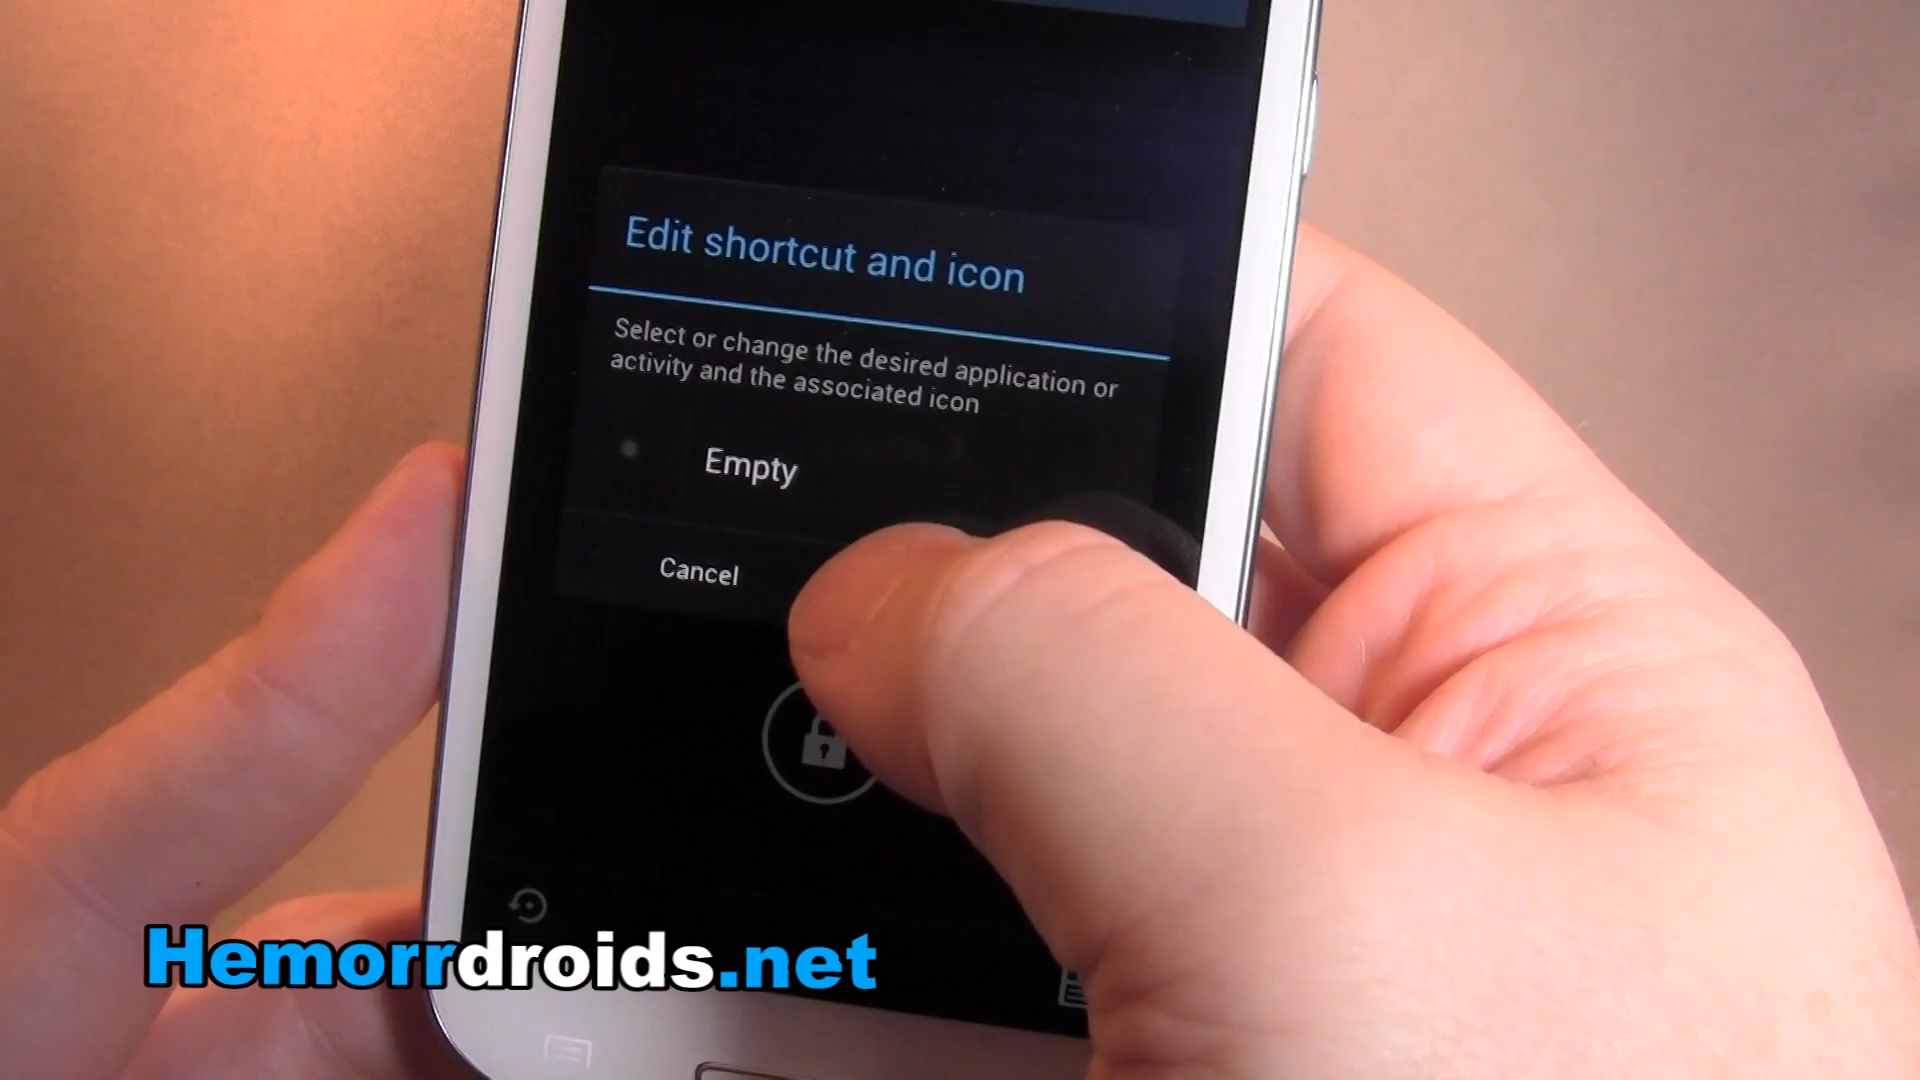 Edit shortcut and icon
Select or change the desired application or
activity and the associated icon
Empty
Cancel
Hemorrdroids.net